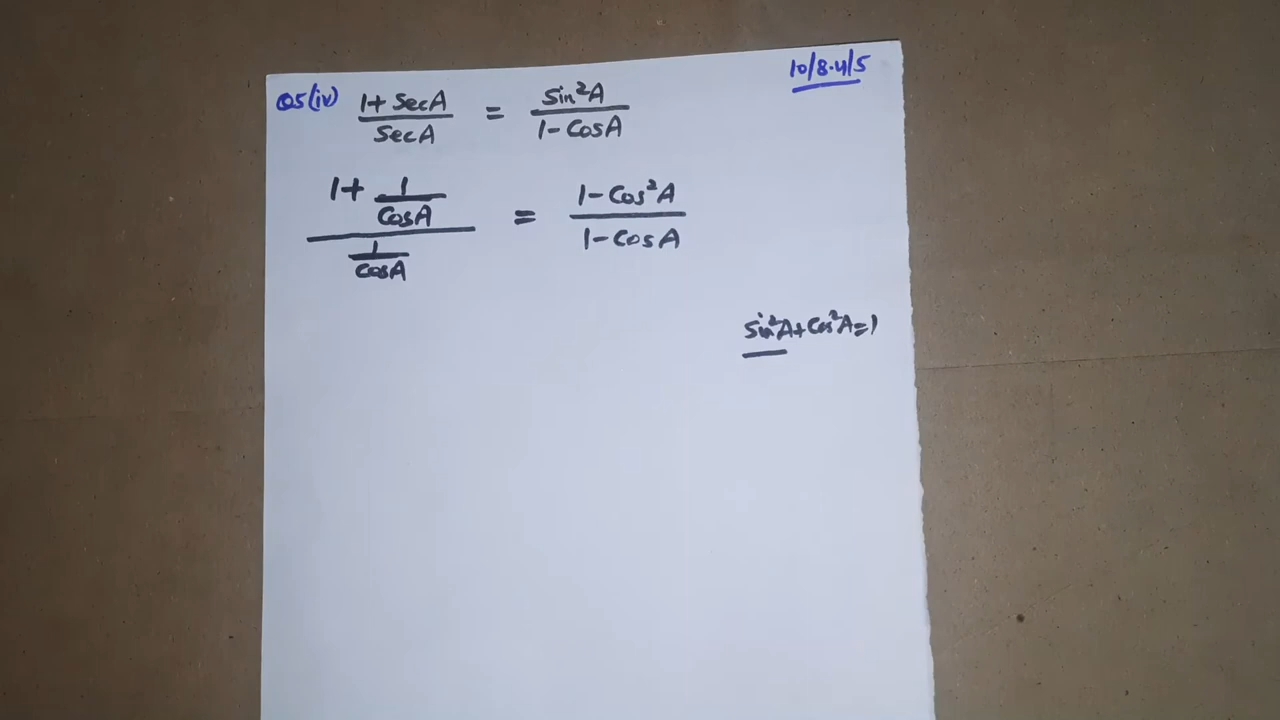 Q5(iv) (1+SecA)/SecA = Sin²A/(1-CosA)
10/8.4/5
(1+1/CosA)/(1/CosA) = (1-Cos²A)/(1-CosA)
Sin²A+Cos²A=1